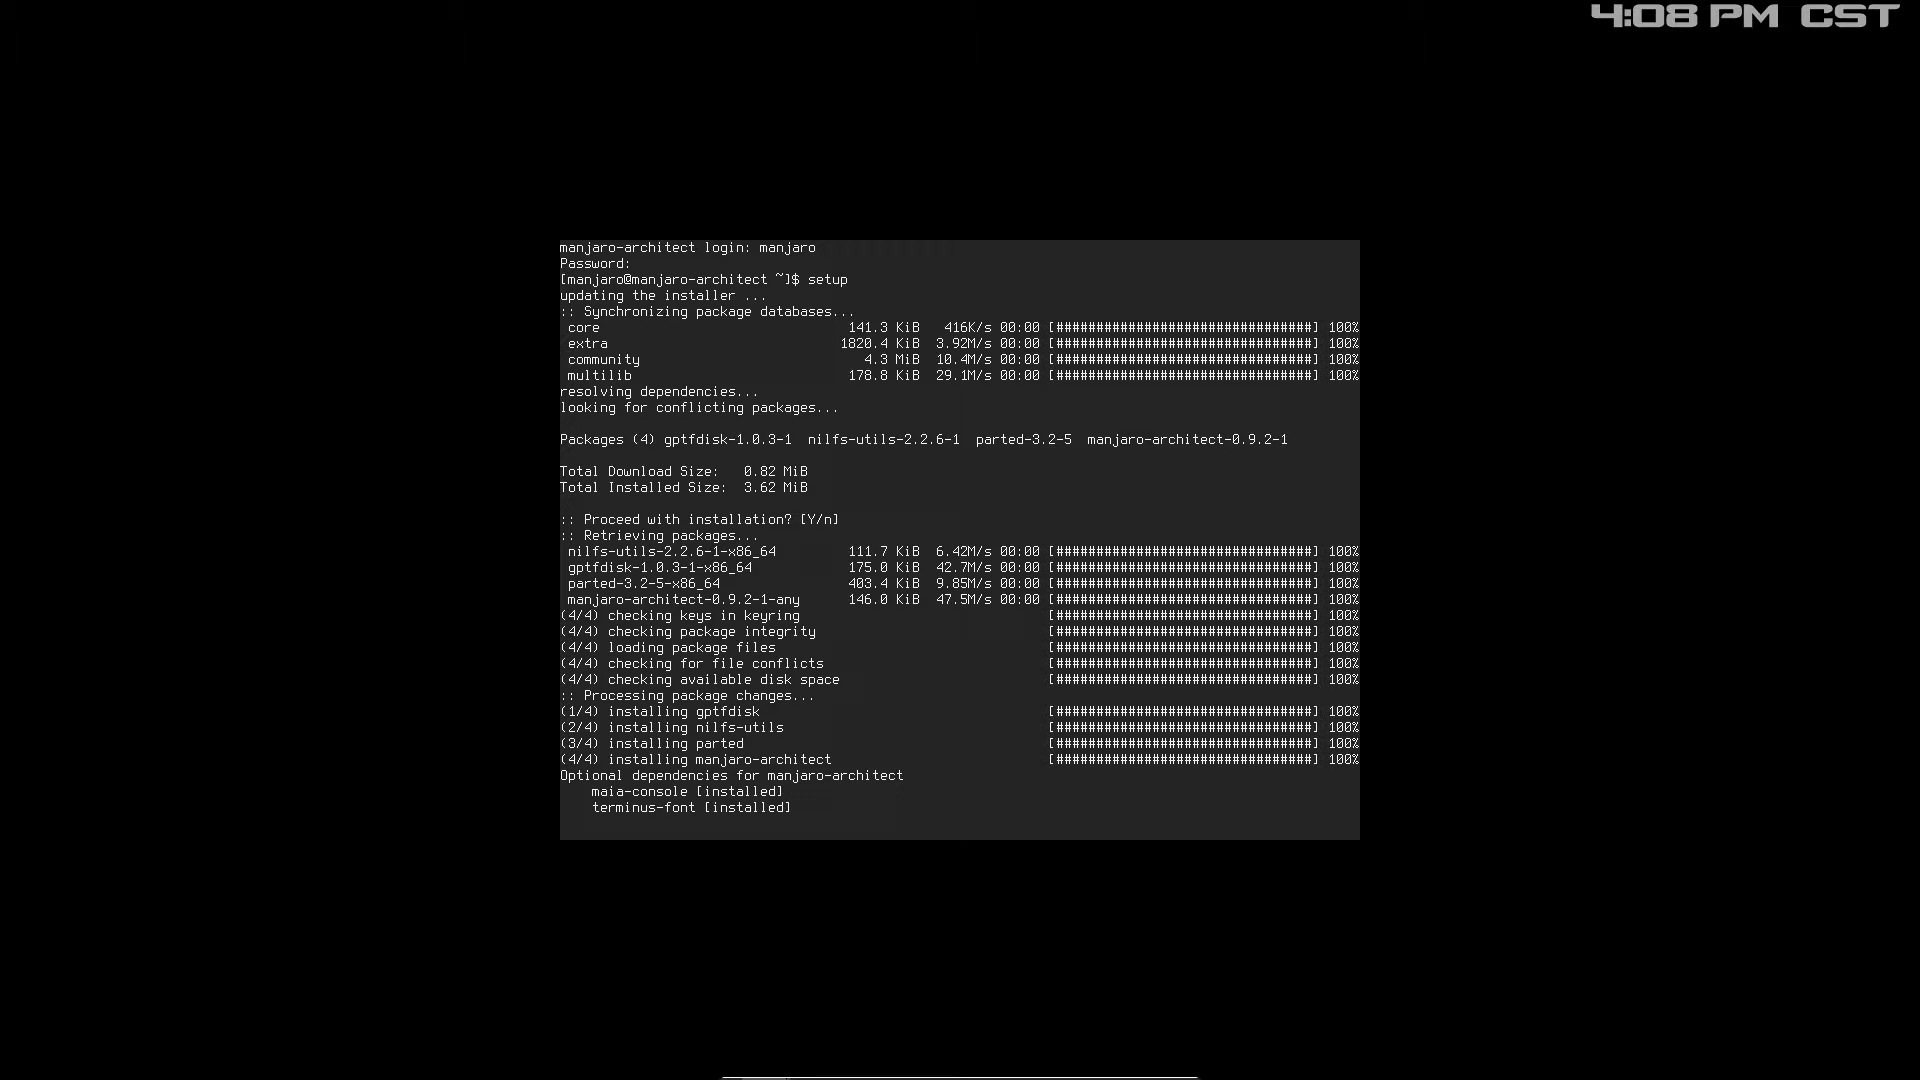 4:08 PM CST
manjaro-architect login: manjaro
Password:
[manjaro@manjaro-architect ~]$ setup
updating the installer ...
:: Synchronizing package databases...
core 141.3 KiB 416K/s 00:00 [################################] 100%
extra 1820.4 KiB 3.92M/s 00:00 [################################] 100%
community 4.3 MiB 10.4M/s 00:00 [################################] 100%
multilib 178.8 KiB 29.1M/s 00:00 [################################] 100%
resolving dependencies...
looking for conflicting packages...
Packages (4) gptfdisk-1.0.3-1 nilfs-utils-2.2.6-1 parted-3.2-5 manjaro-architect-0.9.2-1
Total Download Size: 0.82 MiB
Total Installed Size: 3.62 MiB
:: Proceed with installation? [Y/n]
:: Retrieving packages...
nilfs-utils-2.2.6-1-x86_64 111.7 KiB 6.42M/s 00:00 [################################] 100%
gptfdisk-1.0.3-1-x86_64 175.0 KiB 42.7M/s 00:00 [################################] 100%
parted-3.2-5-x86_64 403.4 KiB 9.85M/s 00:00 [################################] 100%
manjaro-architect-0.9.2-1-any 146.0 KiB 47.5M/s 00:00 [################################] 100%
(4/4) checking keys in keyring [################################] 100%
(4/4) checking package integrity [################################] 100%
(4/4) loading package files [################################] 100%
(4/4) checking for file conflicts [################################] 100%
(4/4) checking available disk space [################################] 100%
:: Processing package changes...
(1/4) installing gptfdisk [################################] 100%
(2/4) installing nilfs-utils [################################] 100%
(3/4) installing parted [################################] 100%
(4/4) installing manjaro-architect [################################] 100%
Optional dependencies for manjaro-architect
maia-console [installed]
terminus-font [installed]